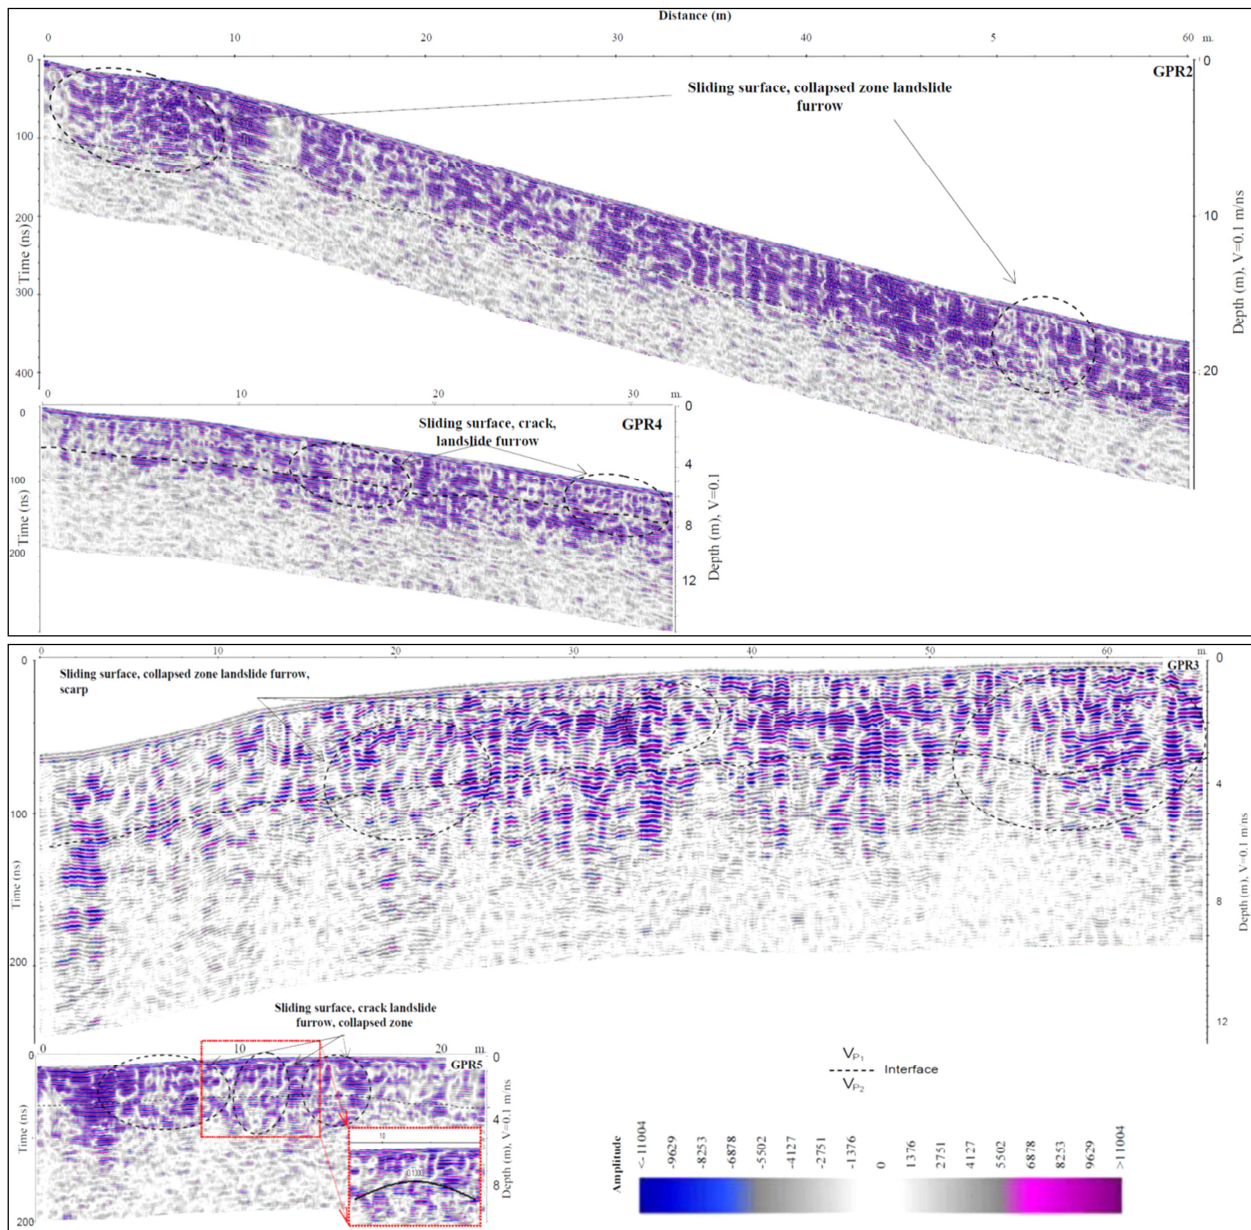 Distance (m)
0 10 20 30 40 5 60 m.
GPR2
0
100
200
300
400
Time (ns)
Sliding surface, collapsed zone landslide
furrow
0
10
20
Depth (m), V=0.1 m/ns
0 10 20 30
GPR4
0
100
200
Time (ns)
Sliding surface, crack,
landslide furrow
0
4
8
12
Depth (m), V=0.1
0 10 20 30 40 50 60 m.
GPR3
Sliding surface, collapsed zone landslide furrow,
scarp
0
100
200
Time (ns)
0
4
8
12
Depth (m), V=0.1 m/ns
Sliding surface, crack landslide
furrow, collapsed zone
0 10 20 m.
GPR5
0
100
200
Time (ns)
0
4
8
Depth (m), V=0.1 m/ns
10
VP1
Interface
VP2
Amplitude
<-11004 -9629 -8253 -6878 -5502 -4127 -2751 -1376 0 1376 2751 4127 5502 6878 8253 9629 >11004